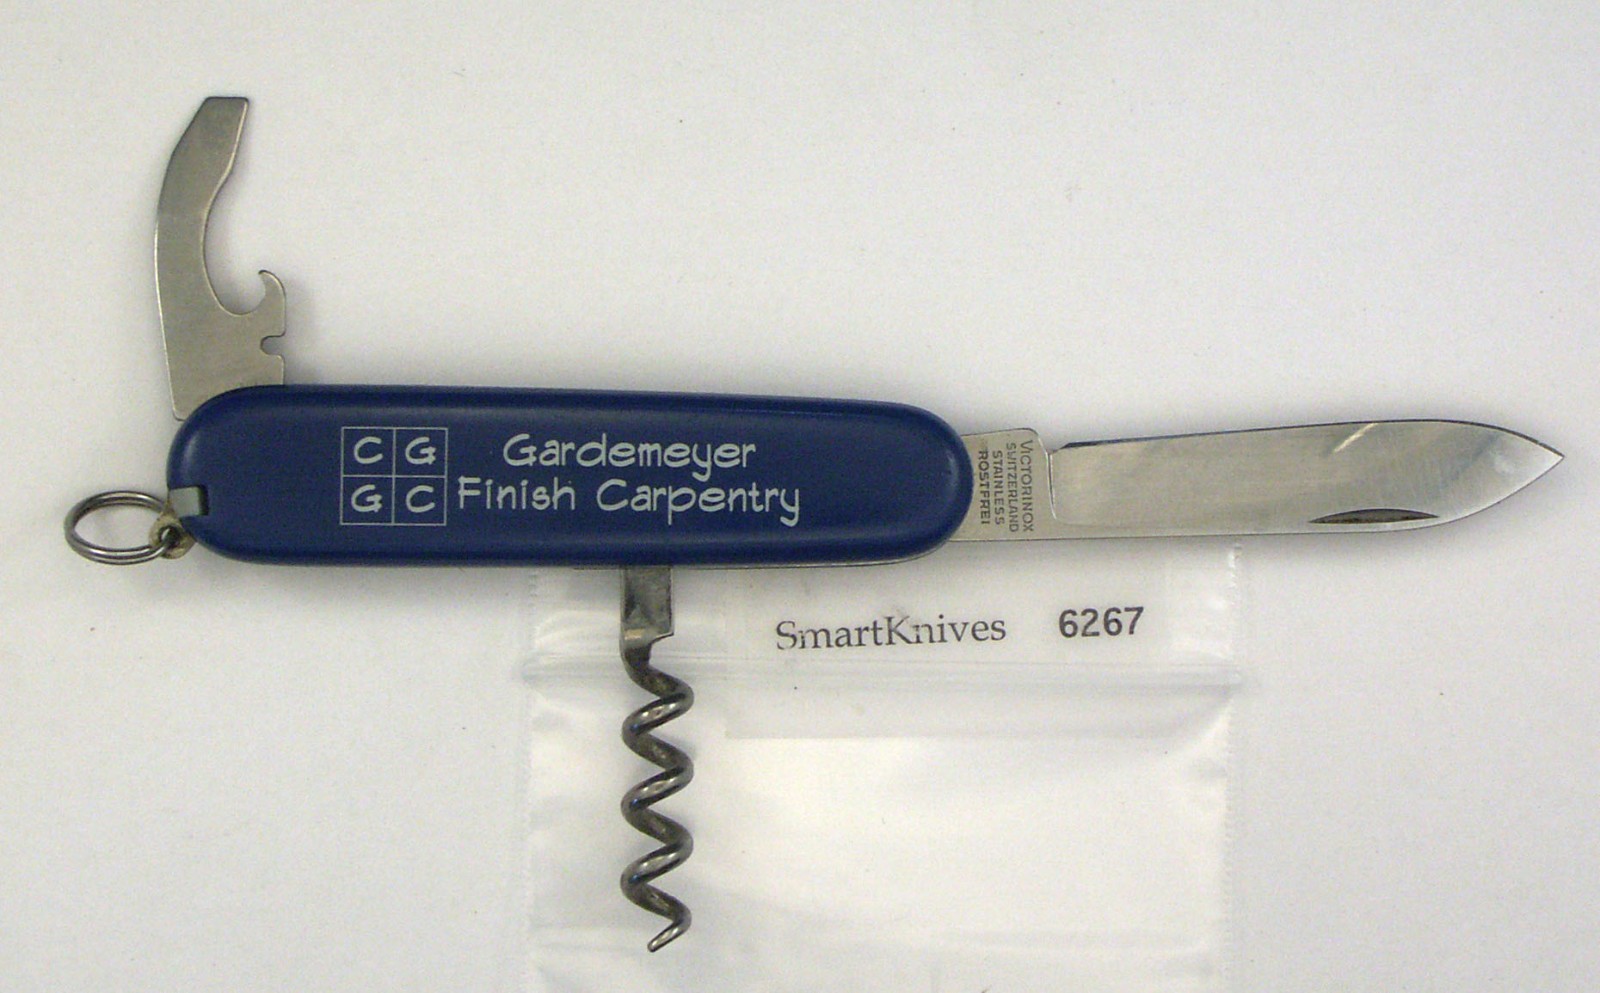 C G
G C
Gardemeyer
Finish Carpentry
VICTORINOX
SWITZERLAND
STAINLESS
ROSTFREI
SmartKnives 6267